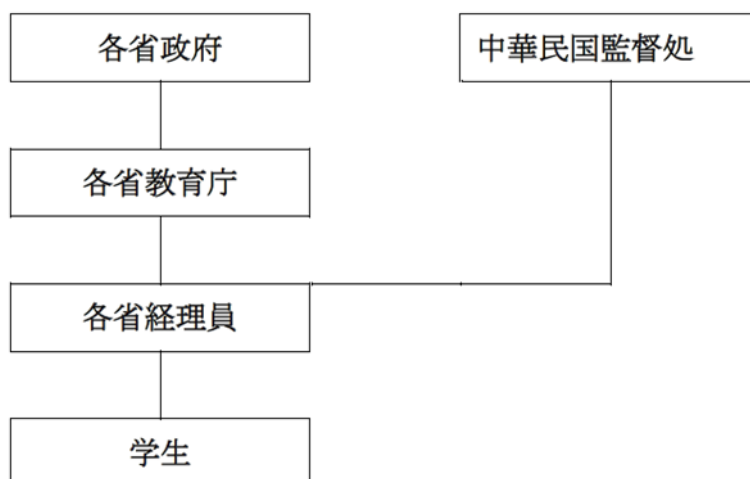 各省政府
中華民国監督処
各省教育庁
各省経理員
学生